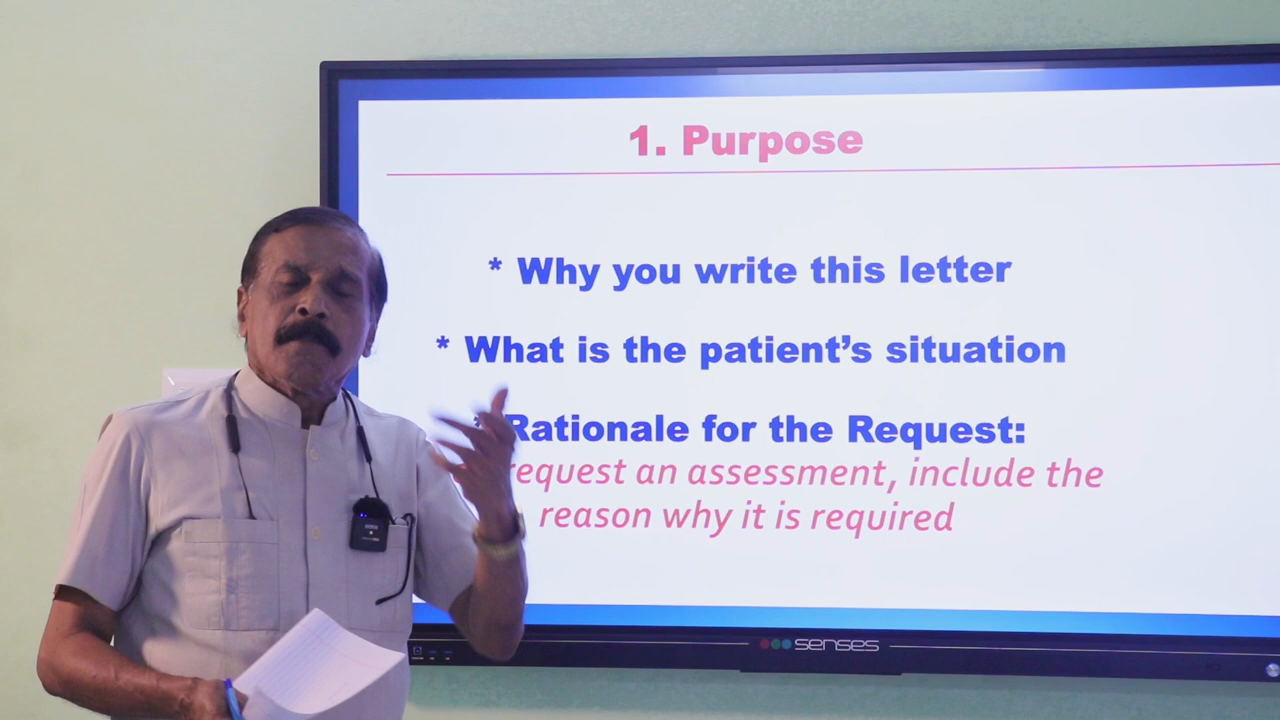 1. Purpose
* Why you write this letter
* What is the patient's situation
* Rationale for the Request:
request an assessment, include the
reason why it is required
senses